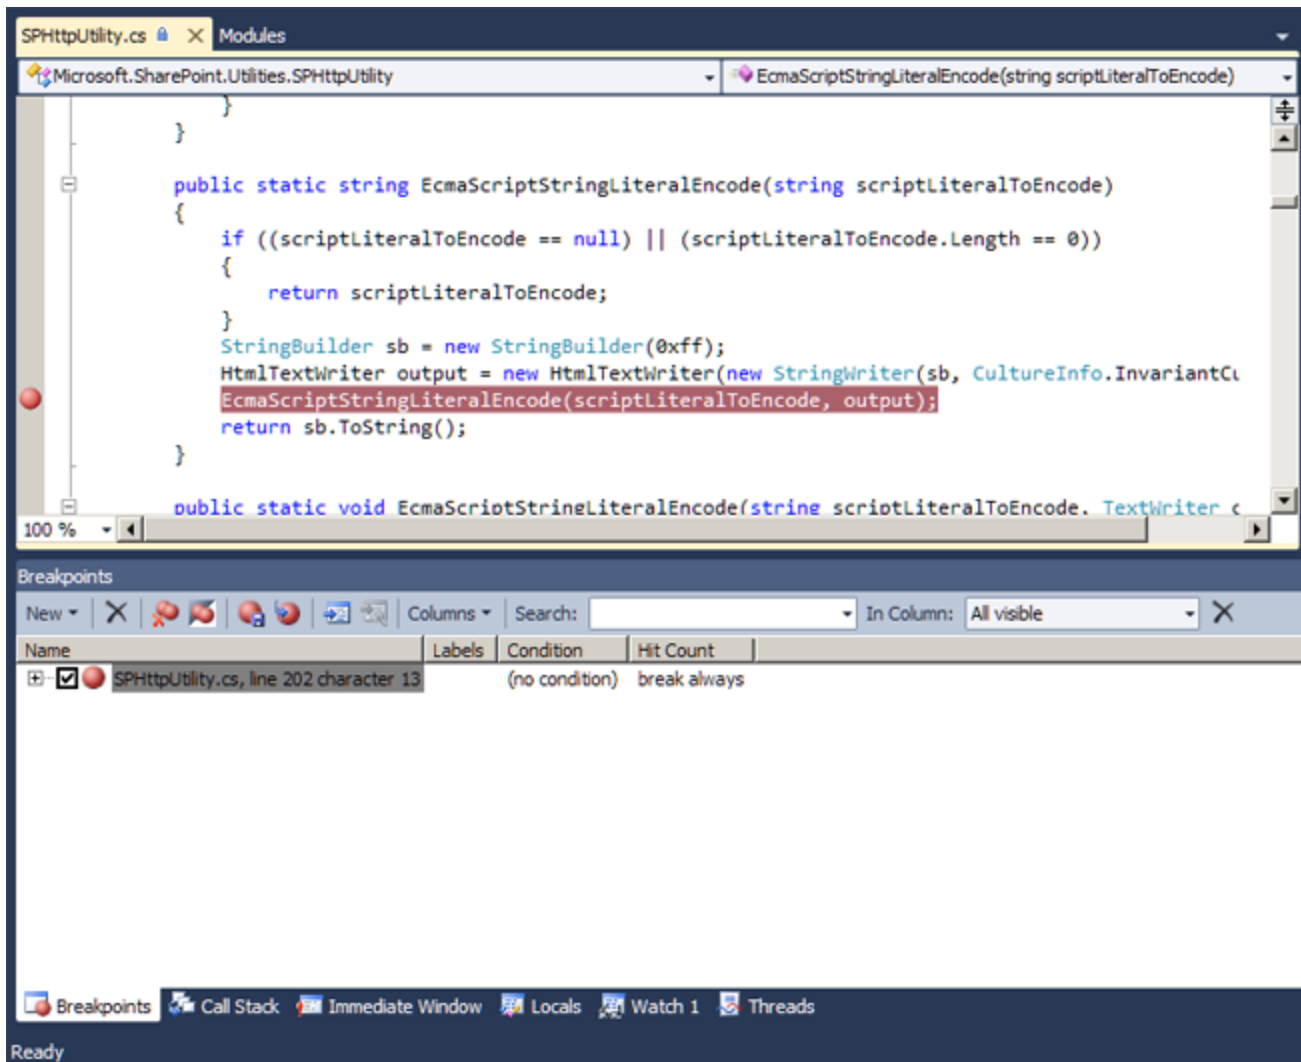 SPHttpUtility.cs Modules
Microsoft.SharePoint.Utilities.SPHttpUtility EcmaScriptStringLiteralEncode(string scriptLiteralToEncode)
}
}
public static string EcmaScriptStringLiteralEncode(string scriptLiteralToEncode)
{
if ((scriptLiteralToEncode == null) || (scriptLiteralToEncode.Length == 0))
{
return scriptLiteralToEncode;
}
StringBuilder sb = new StringBuilder(0xff);
HtmlTextWriter output = new HtmlTextWriter(new StringWriter(sb, CultureInfo.InvariantCu
EcmaScriptStringLiteralEncode(scriptLiteralToEncode, output);
return sb.ToString();
}
public static void EcmaScriptStringLiteralEncode(string scriptLiteralToEncode, TextWriter
100 %
Breakpoints
New Columns Search: In Column: All visible
Name Labels Condition Hit Count
SPHttpUtility.cs, line 202 character 13 (no condition) break always
Breakpoints Call Stack Immediate Window Locals Watch 1 Threads
Ready